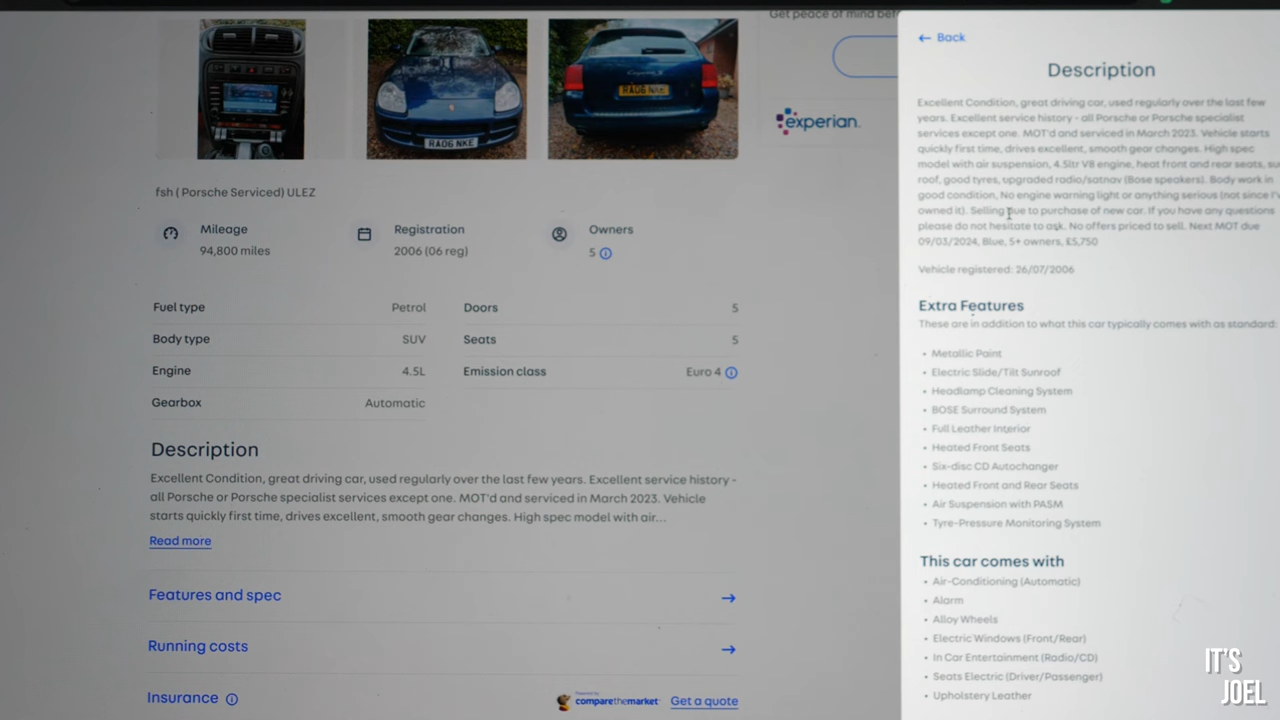 Get peace of mind bef
Cayenne S
RA06 NKE
RA06 NKE
experian.
fsh ( Porsche Serviced) ULEZ
Mileage
94,800 miles
Registration
2006 (06 reg)
Owners
5
Fuel type Petrol
Doors 5
Body type SUV
Seats 5
Engine 4.5L
Emission class Euro 4
Gearbox Automatic
Description
Excellent Condition, great driving car, used regularly over the last few years. Excellent service history -
all Porsche or Porsche specialist services except one. MOT'd and serviced in March 2023. Vehicle
starts quickly first time, drives excellent, smooth gear changes. High spec model with air...
Read more
Features and spec
Running costs
Insurance
Powered by
comparethemarket
Get a quote
Back
Description
Excellent Condition, great driving car, used regularly over the last few
years. Excellent service history - all Porsche or Porsche specialist
services except one. MOT'd and serviced in March 2023. Vehicle starts
quickly first time, drives excellent, smooth gear changes. High spec
model with air suspension, 4.5ltr V8 engine, heat front and rear seats, su
roof, good tyres, upgraded radio/satnav (Bose speakers). Body work in
good condition, No engine warning light or anything serious (not since I'v
owned it). Selling due to purchase of new car. If you have any questions
please do not hesitate to ask. No offers priced to sell. Next MOT due
09/03/2024, Blue, 5+ owners, £5,750
Vehicle registered: 26/07/2006
Extra Features
These are in addition to what this car typically comes with as standard:
• Metallic Paint
• Electric Slide/Tilt Sunroof
• Headlamp Cleaning System
• BOSE Surround System
• Full Leather Interior
• Heated Front Seats
• Six-disc CD Autochanger
• Heated Front and Rear Seats
• Air Suspension with PASM
• Tyre-Pressure Monitoring System
This car comes with
• Air-Conditioning (Automatic)
• Alarm
• Alloy Wheels
• Electric Windows (Front/Rear)
• In Car Entertainment (Radio/CD)
• Seats Electric (Driver/Passenger)
• Upholstery Leather
IT'S
JOEL